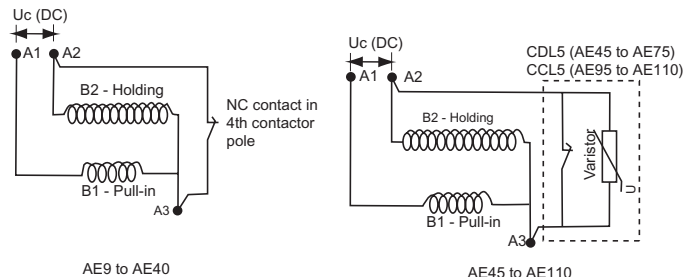 Uc (DC)
A1
A2
B2 - Holding
NC contact in
4th contactor
pole
B1 - Pull-in
A3
AE9 to AE40
Uc (DC)
A1
A2
CDL5 (AE45 to AE75)
CCL5 (AE95 to AE110)
B2 - Holding
Varistor
U
B1 - Pull-in
A3
AE45 to AE110